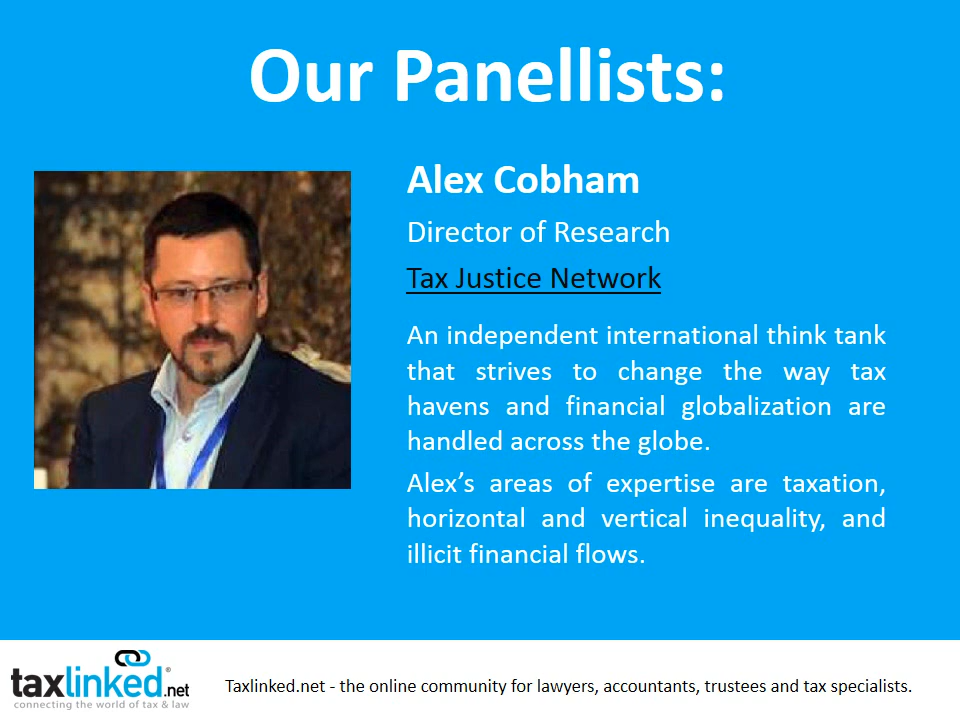 Our Panellists:
Alex Cobham
Director of Research
Tax Justice Network
An independent international think tank
that strives to change the way tax
havens and financial globalization are
handled across the globe.
Alex’s areas of expertise are taxation,
horizontal and vertical inequality, and
illicit financial flows.
taxlinked.net®
connecting the world of tax & law
Taxlinked.net - the online community for lawyers, accountants, trustees and tax specialists.